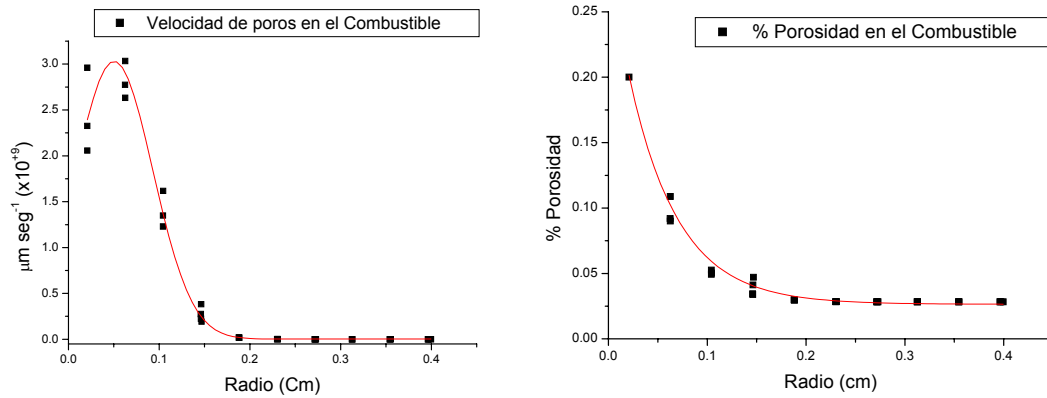 Velocidad de poros en el Combustible
3.0
2.5
2.0
1.5
1.0
0.5
0.0
µm seg⁻¹ (x10⁺⁹)
0.0 0.1 0.2 0.3 0.4
Radio (Cm)
% Porosidad en el Combustible
0.25
0.20
0.15
0.10
0.05
0.00
% Porosidad
0.0 0.1 0.2 0.3 0.4
Radio (cm)